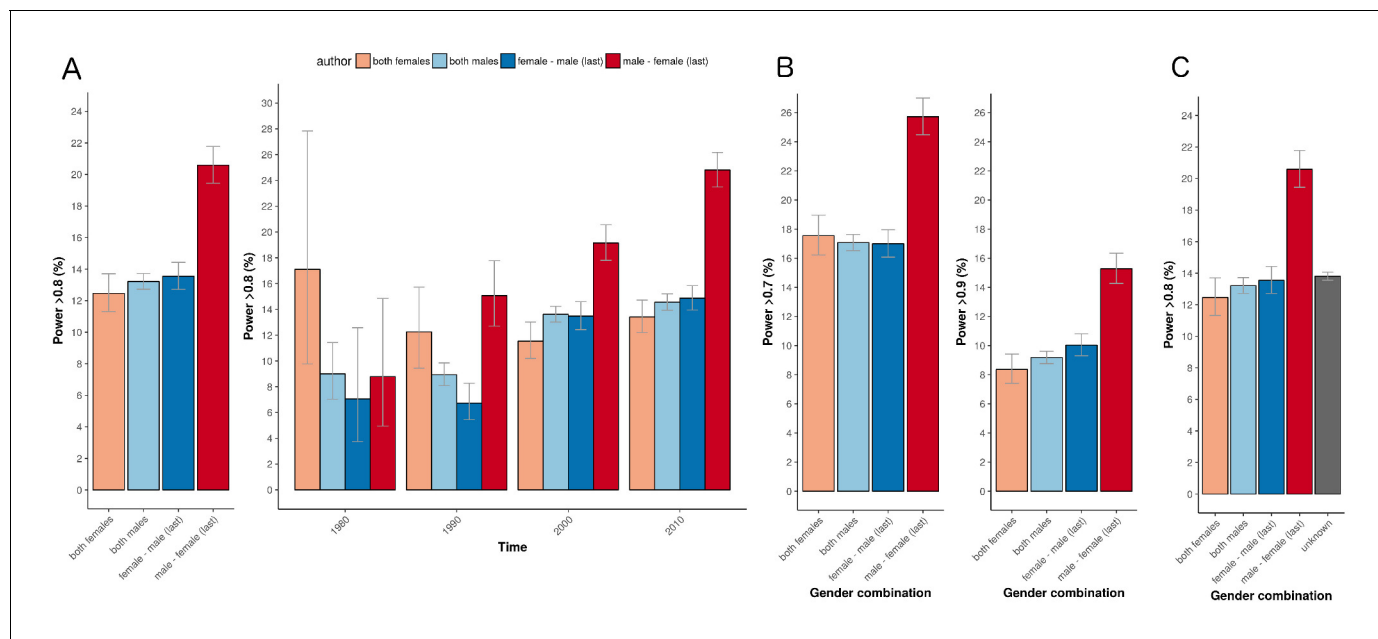 A
author both females both males female - male (last) male - female (last)
B
C
Power >0.8 (%)
24
22
20
18
16
14
12
10
8
6
4
2
0
both females
both males
female - male (last)
male - female (last)
Power >0.8 (%)
30
28
26
24
22
20
18
16
14
12
10
8
6
4
2
0
1980
1990
2000
2010
Time
Power >0.7 (%)
26
24
22
20
18
16
14
12
10
8
6
4
2
0
both females
both males
female - male (last)
male - female (last)
Gender combination
Power >0.9 (%)
26
24
22
20
18
16
14
12
10
8
6
4
2
0
both females
both males
female - male (last)
male - female (last)
Gender combination
Power >0.8 (%)
24
22
20
18
16
14
12
10
8
6
4
2
0
both females
both males
female - male (last)
male - female (last)
unknown
Gender combination